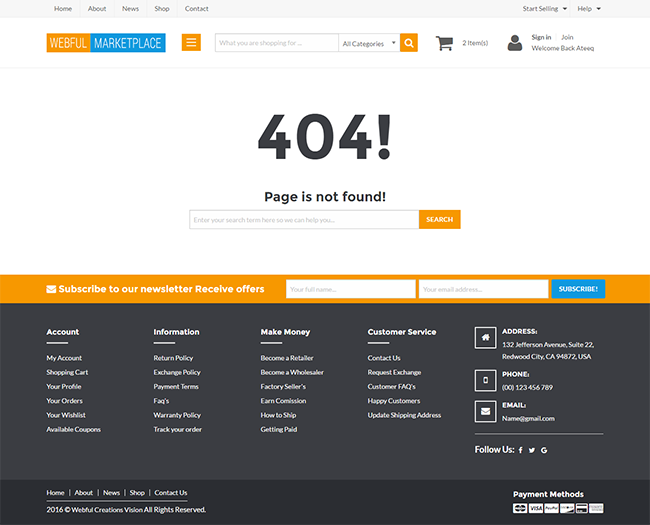 Home About News Shop Contact Start Selling Help
WEBFUL MARKETPLACE What you are shopping for ... All Categories 2 Item(s) Sign in Join
Welcome Back Ateeq
404!
Page is not found!
Enter your search term here so we can help you... SEARCH
Subscribe to our newsletter Receive offers Your full name... Your email address... SUBSCRIBE!
Account
My Account
Shopping Cart
Your Profile
Your Orders
Your Wishlist
Available Coupons
Information
Return Policy
Exchange Policy
Payment Terms
Faq's
Warranty Policy
Track your order
Make Money
Become a Retailer
Become a Wholesaler
Factory Seller's
Earn Comission
How to Ship
Getting Paid
Customer Service
Contact Us
Request Exchange
Customer FAQ's
Happy Customers
Update Shipping Address
ADDRESS:
132 Jefferson Avenue, Suite 22,
Redwood City, CA 94872, USA
PHONE:
(00) 123 456 789
EMAIL:
Name@gmail.com
Follow Us:
Home | About | News | Shop | Contact Us
2016 © Webful Creations Vision All Rights Reserved.
Payment Methods
VISA